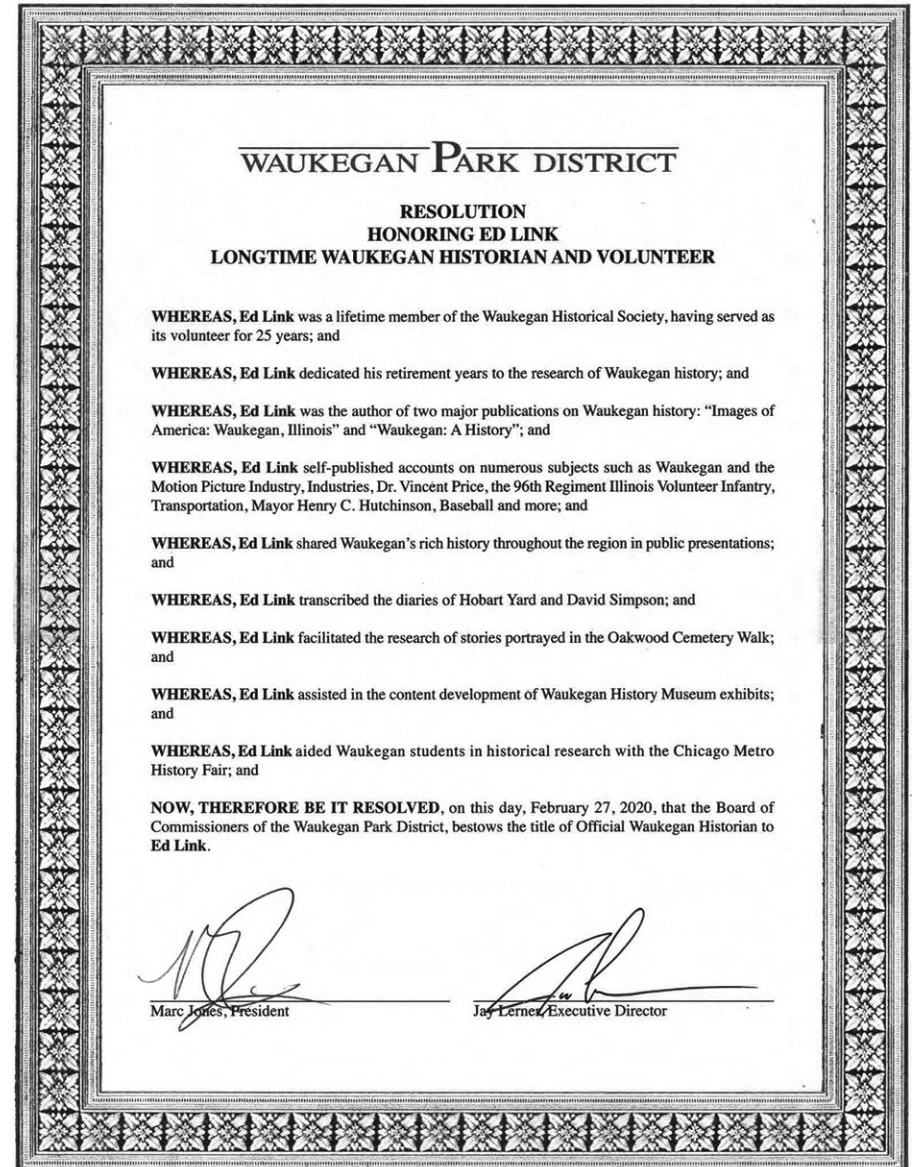 WAUKEGAN PARK DISTRICT
RESOLUTION
HONORING ED LINK
LONGTIME WAUKEGAN HISTORIAN AND VOLUNTEER
WHEREAS, Ed Link was a lifetime member of the Waukegan Historical Society, having served as
its volunteer for 25 years; and
WHEREAS, Ed Link dedicated his retirement years to the research of Waukegan history; and
WHEREAS, Ed Link was the author of two major publications on Waukegan history: “Images of
America: Waukegan, Illinois” and “Waukegan: A History”; and
WHEREAS, Ed Link self-published accounts on numerous subjects such as Waukegan and the
Motion Picture Industry, Industries, Dr. Vincent Price, the 96th Regiment Illinois Volunteer Infantry,
Transportation, Mayor Henry C. Hutchinson, Baseball and more; and
WHEREAS, Ed Link shared Waukegan’s rich history throughout the region in public presentations;
and
WHEREAS, Ed Link transcribed the diaries of Hobart Yard and David Simpson; and
WHEREAS, Ed Link facilitated the research of stories portrayed in the Oakwood Cemetery Walk;
and
WHEREAS, Ed Link assisted in the content development of Waukegan History Museum exhibits;
and
WHEREAS, Ed Link aided Waukegan students in historical research with the Chicago Metro
History Fair; and
NOW, THEREFORE BE IT RESOLVED, on this day, February 27, 2020, that the Board of
Commissioners of the Waukegan Park District, bestows the title of Official Waukegan Historian to
Ed Link.
Marc Jones, President
Jay Lerner, Executive Director